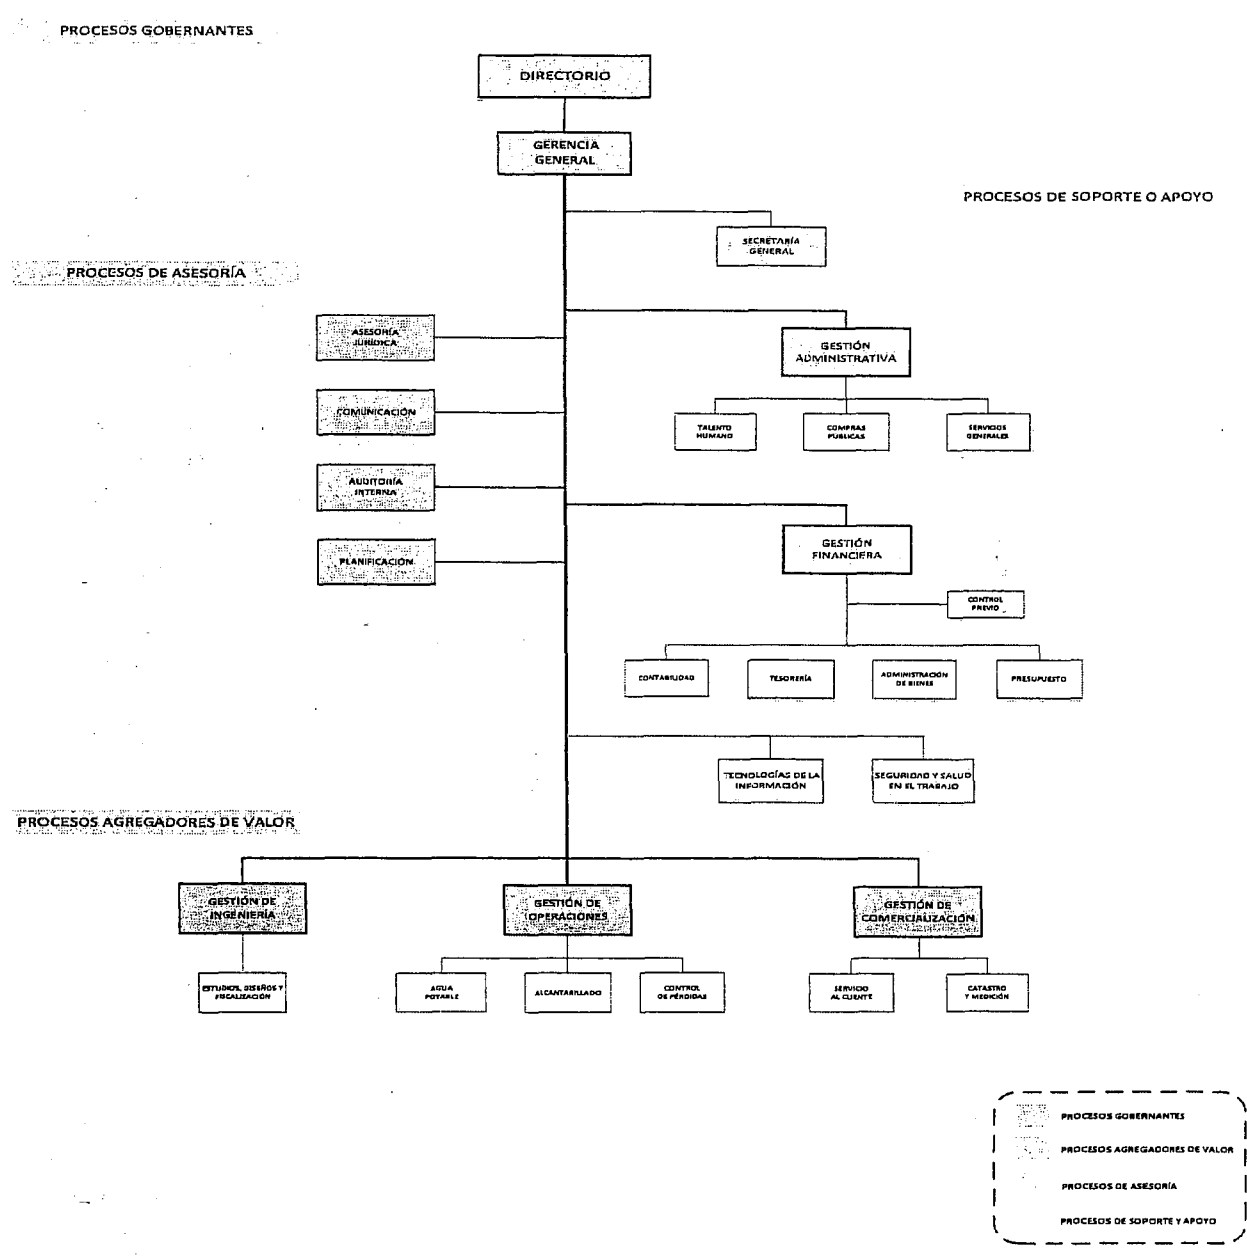 PROCESOS GOBERNANTES
DIRECTORIO
GERENCIA
GENERAL
PROCESOS DE SOPORTE O APOYO
SECRETARÍA
GENERAL
PROCESOS DE ASESORÍA
ASESORÍA
JURÍDICA
GESTIÓN
ADMINISTRATIVA
COMUNICACIÓN
TALENTO
HUMANO
COMPRAS
PÚBLICAS
SERVICIOS
GENERALES
AUDITORÍA
INTERNA
GESTIÓN
FINANCIERA
PLANIFICACIÓN
CONTROL
PREVIO
CONTABILIDAD
TESORERÍA
ADMINISTRACIÓN
DE BIENES
PRESUPUESTO
TECNOLOGÍAS DE LA
INFORMACIÓN
SEGURIDAD Y SALUD
EN EL TRABAJO
PROCESOS AGREGADORES DE VALOR
GESTIÓN DE
INGENIERÍA
GESTIÓN DE
OPERACIONES
GESTIÓN DE
COMERCIALIZACIÓN
ESTUDIOS, DISEÑOS Y
FISCALIZACIÓN
AGUA
POTABLE
ALCANTARILLADO
CONTROL
DE PÉRDIDAS
SERVICIO
AL CLIENTE
CATASTRO
Y MEDICIÓN
PROCESOS GOBERNANTES
PROCESOS AGREGADORES DE VALOR
PROCESOS DE ASESORÍA
PROCESOS DE SOPORTE Y APOYO